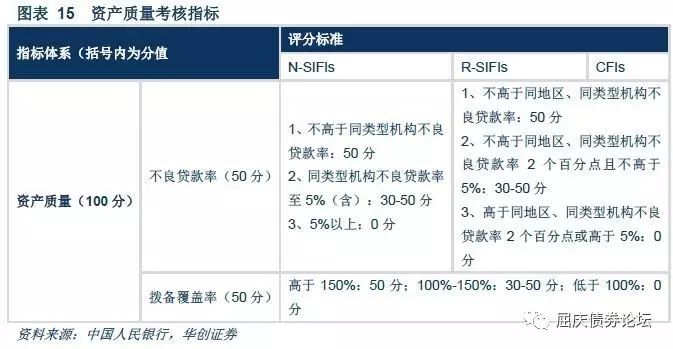 图表 15 资产质量考核指标
指标体系（括号内为分值
评分标准
N-SIFIs
R-SIFIs
CFIs
资产质量（100 分）
不良贷款率（50 分）
1、不高于同类型机构不良
贷款率：50 分
2、同类型机构不良贷款率
至 5%（含）：30-50 分
3、5%以上：0 分
1、不高于同地区、同类型机构不
良贷款率：50 分
2、不高于同地区、同类型机构不
良贷款率 2 个百分点且不高于
5%：30-50 分
3、高于同地区、同类型机构不良
贷款率 2 个百分点或高于 5%：0
分
拨备覆盖率（50 分）
高于 150%：50 分；100%-150%：30-50 分；低于 100%：0
分
资料来源：中国人民银行，华创证券
屈庆债券论坛